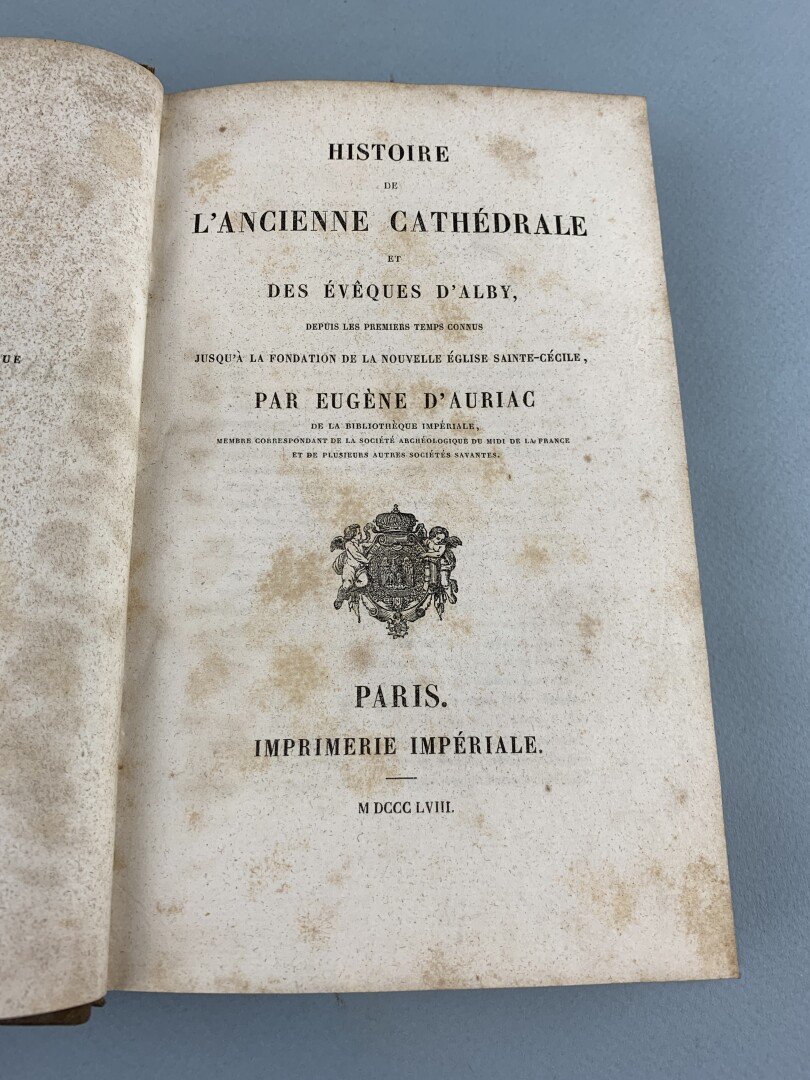 UE
HISTOIRE
DE
L'ANCIENNE CATHÉDRALE
ET
DES ÉVÊQUES D'ALBY,
DEPUIS LES PREMIERS TEMPS CONNUS
JUSQU'À LA FONDATION DE LA NOUVELLE ÉGLISE SAINTE-CÉCILE,
PAR EUGÈNE D'AURIAC
DE LA BIBLIOTHÈQUE IMPÉRIALE,
MEMBRE CORRESPONDANT DE LA SOCIÉTÉ ARCHÉOLOGIQUE DU MIDI DE LA FRANCE
ET DE PLUSIEURS AUTRES SOCIÉTÉS SAVANTES.
PARIS.
IMPRIMERIE IMPÉRIALE.
M DCCC LVIII.